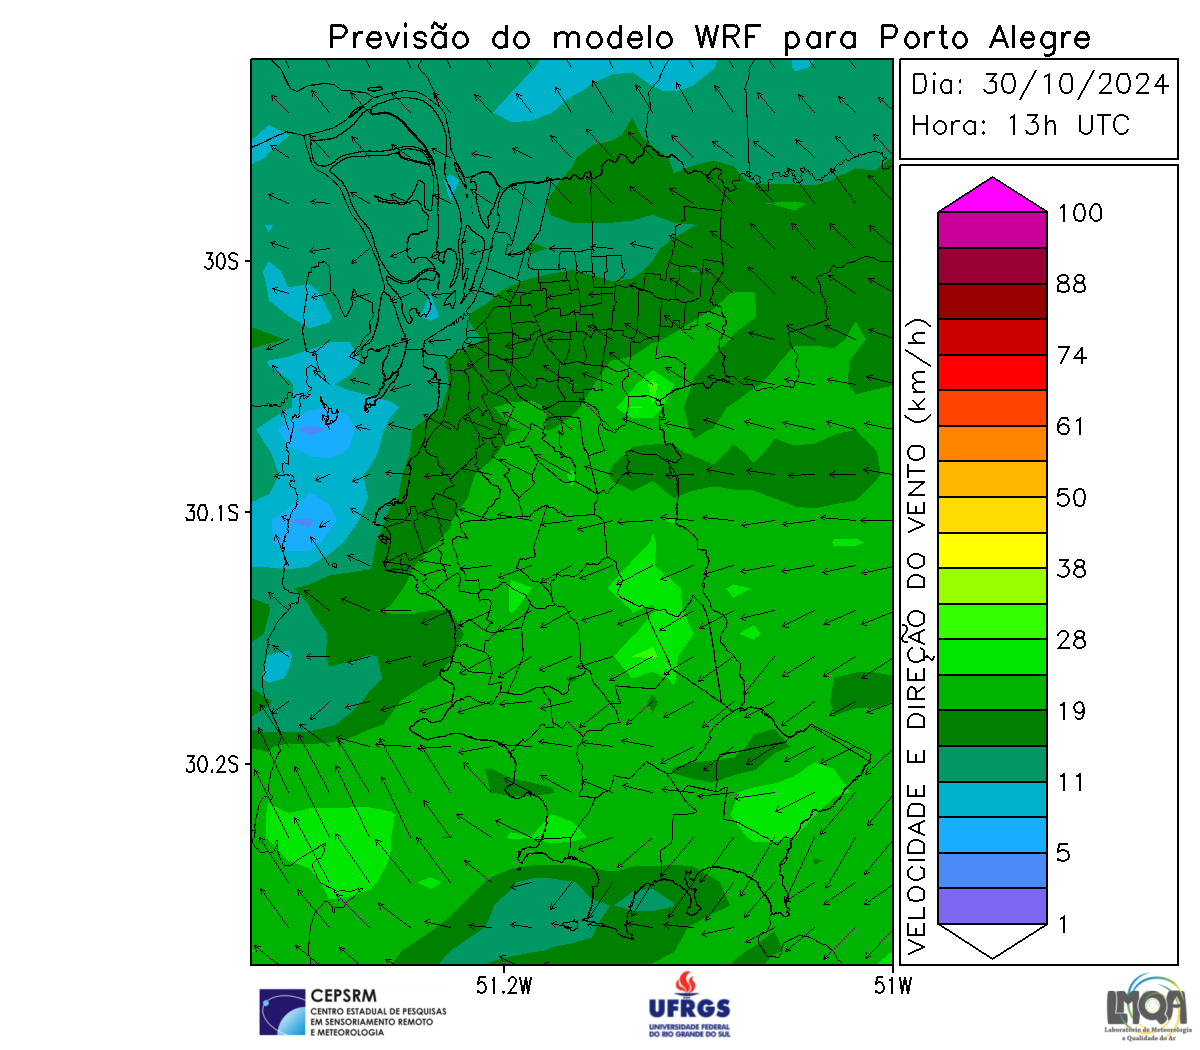 Previsão do modelo WRF para Porto Alegre
Dia: 30/10/2024
Hora: 13h UTC
30S
30.1S
30.2S
51.2W
51W
VELOCIDADE E DIREÇÃO DO VENTO (km/h)
100
88
74
61
50
38
28
19
11
5
1
CEPSRM
CENTRO ESTADUAL DE PESQUISAS
EM SENSORIAMENTO REMOTO
E METEOROLOGIA
UFRGS
UNIVERSIDADE FEDERAL
DO RIO GRANDE DO SUL
LMQA
Laboratório de Meteorologia
e Qualidade do Ar